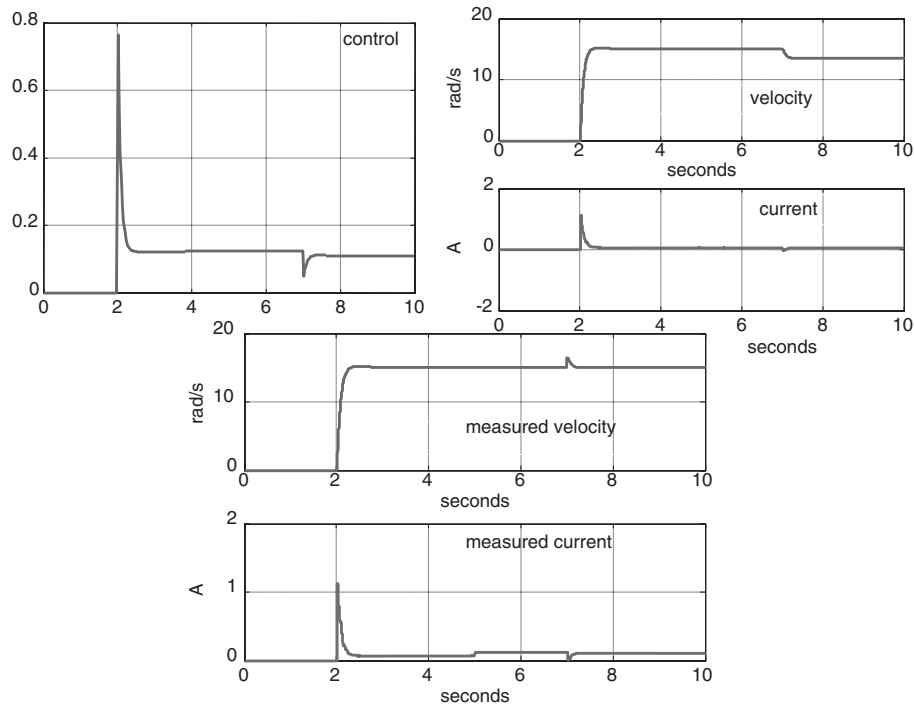 0.8
0.6
0.4
0.2
0
control
0 2 4 6 8 10
20
10
0
rad/s
velocity
0 2 4 6 8 10
seconds
2
0
-2
A
current
0 2 4 6 8 10
seconds
20
10
0
rad/s
measured velocity
0 2 4 6 8 10
seconds
2
1
0
A
measured current
0 2 4 6 8 10
seconds